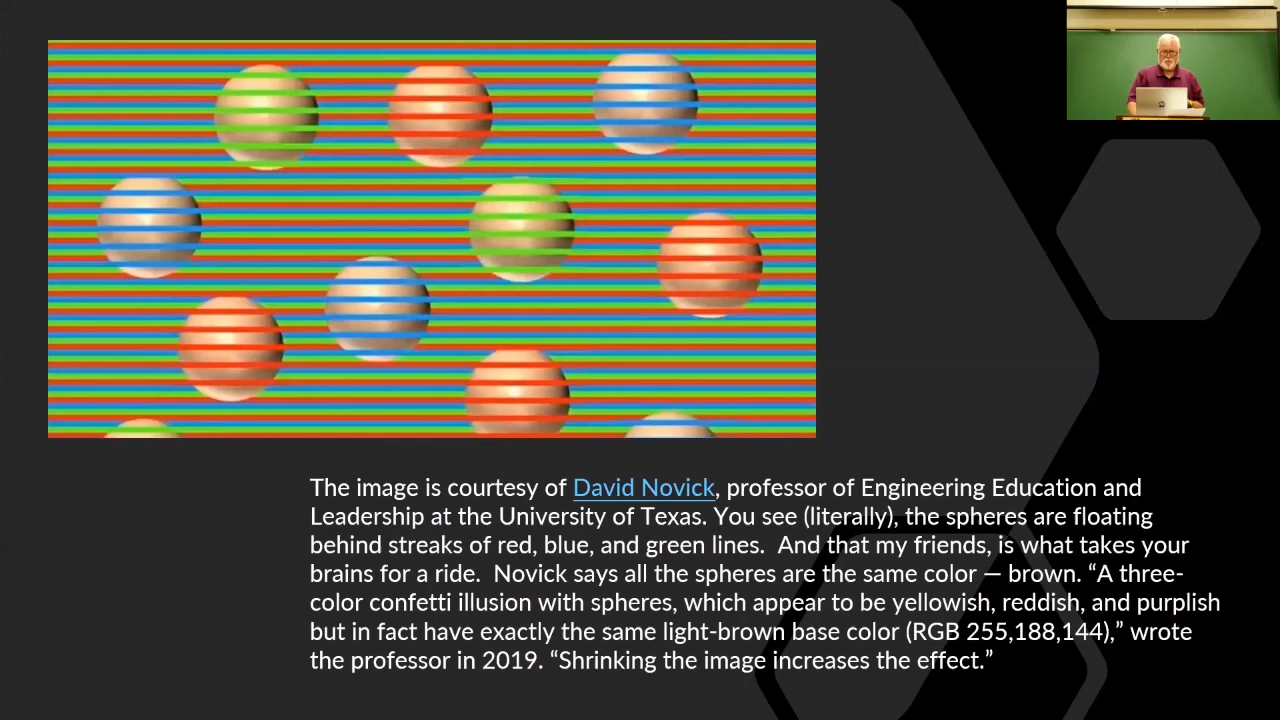 The image is courtesy of David Novick, professor of Engineering Education and
Leadership at the University of Texas. You see (literally), the spheres are floating
behind streaks of red, blue, and green lines.  And that my friends, is what takes your
brains for a ride.  Novick says all the spheres are the same color — brown. “A three-
color confetti illusion with spheres, which appear to be yellowish, reddish, and purplish
but in fact have exactly the same light-brown base color (RGB 255,188,144),” wrote
the professor in 2019. “Shrinking the image increases the effect.”